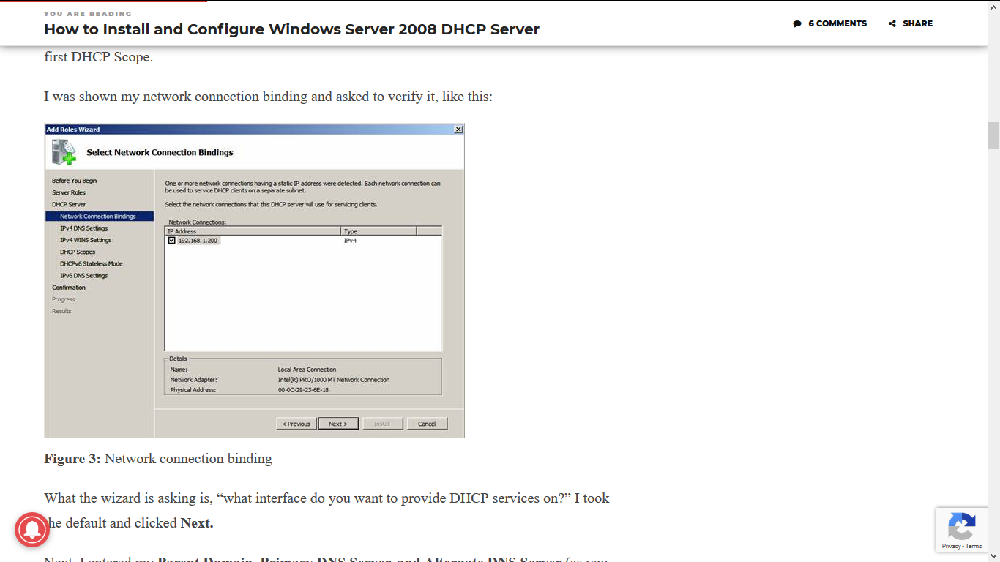 YOU ARE READING
How to Install and Configure Windows Server 2008 DHCP Server
6 COMMENTS
SHARE
first DHCP Scope.
I was shown my network connection binding and asked to verify it, like this:
Add Roles Wizard
Select Network Connection Bindings
Before You Begin
Server Roles
DHCP Server
Network Connection Bindings
IPv4 DNS Settings
IPv4 WINS Settings
DHCP Scopes
DHCPv6 Stateless Mode
IPv6 DNS Settings
Confirmation
Progress
Results
One or more network connections having a static IP address were detected. Each network connection can
be used to service DHCP clients on a separate subnet.
Select the network connections that this DHCP server will use for servicing clients.
Network Connections:
IP Address Type
192.168.1.200 IPv4
Details
Name: Local Area Connection
Network Adapter: Intel(R) PRO/1000 MT Network Connection
Physical Address: 00-0C-29-23-6E-18
< Previous Next > Install Cancel
Figure 3: Network connection binding
What the wizard is asking is, “what interface do you want to provide DHCP services on?” I took
the default and clicked Next.
Next, I entered my Parent Domain, Primary DNS Server, and Alternate DNS Server (as you
Privacy - Terms